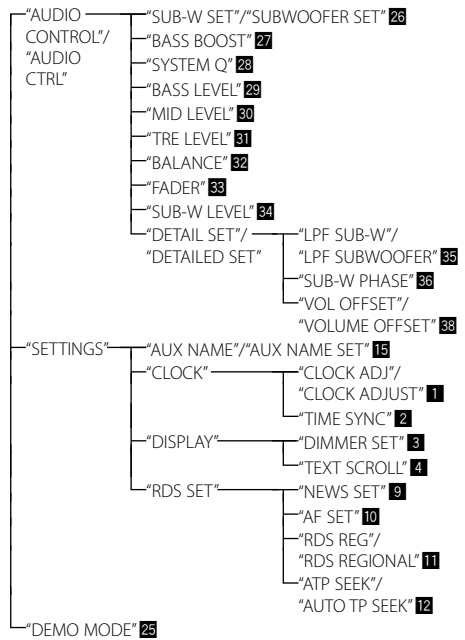 “AUDIO CONTROL”/
“AUDIO CTRL”
“SUB-W SET”/“SUBWOOFER SET” 26
“BASS BOOST” 27
“SYSTEM Q” 28
“BASS LEVEL” 29
“MID LEVEL” 30
“TRE LEVEL” 31
“BALANCE” 32
“FADER” 33
“SUB-W LEVEL” 34
“DETAIL SET”/
“DETAILED SET”
“LPF SUB-W”/
“LPF SUBWOOFER” 35
“SUB-W PHASE” 36
“VOL OFFSET”/
“VOLUME OFFSET” 38
“SETTINGS”
“AUX NAME”/“AUX NAME SET” 15
“CLOCK”
“CLOCK ADJ”/
“CLOCK ADJUST” 1
“TIME SYNC” 2
“DISPLAY”
“DIMMER SET” 3
“TEXT SCROLL” 4
“RDS SET”
“NEWS SET” 9
“AF SET” 10
“RDS REG”/
“RDS REGIONAL” 11
“ATP SEEK”/
“AUTO TP SEEK” 12
“DEMO MODE” 25